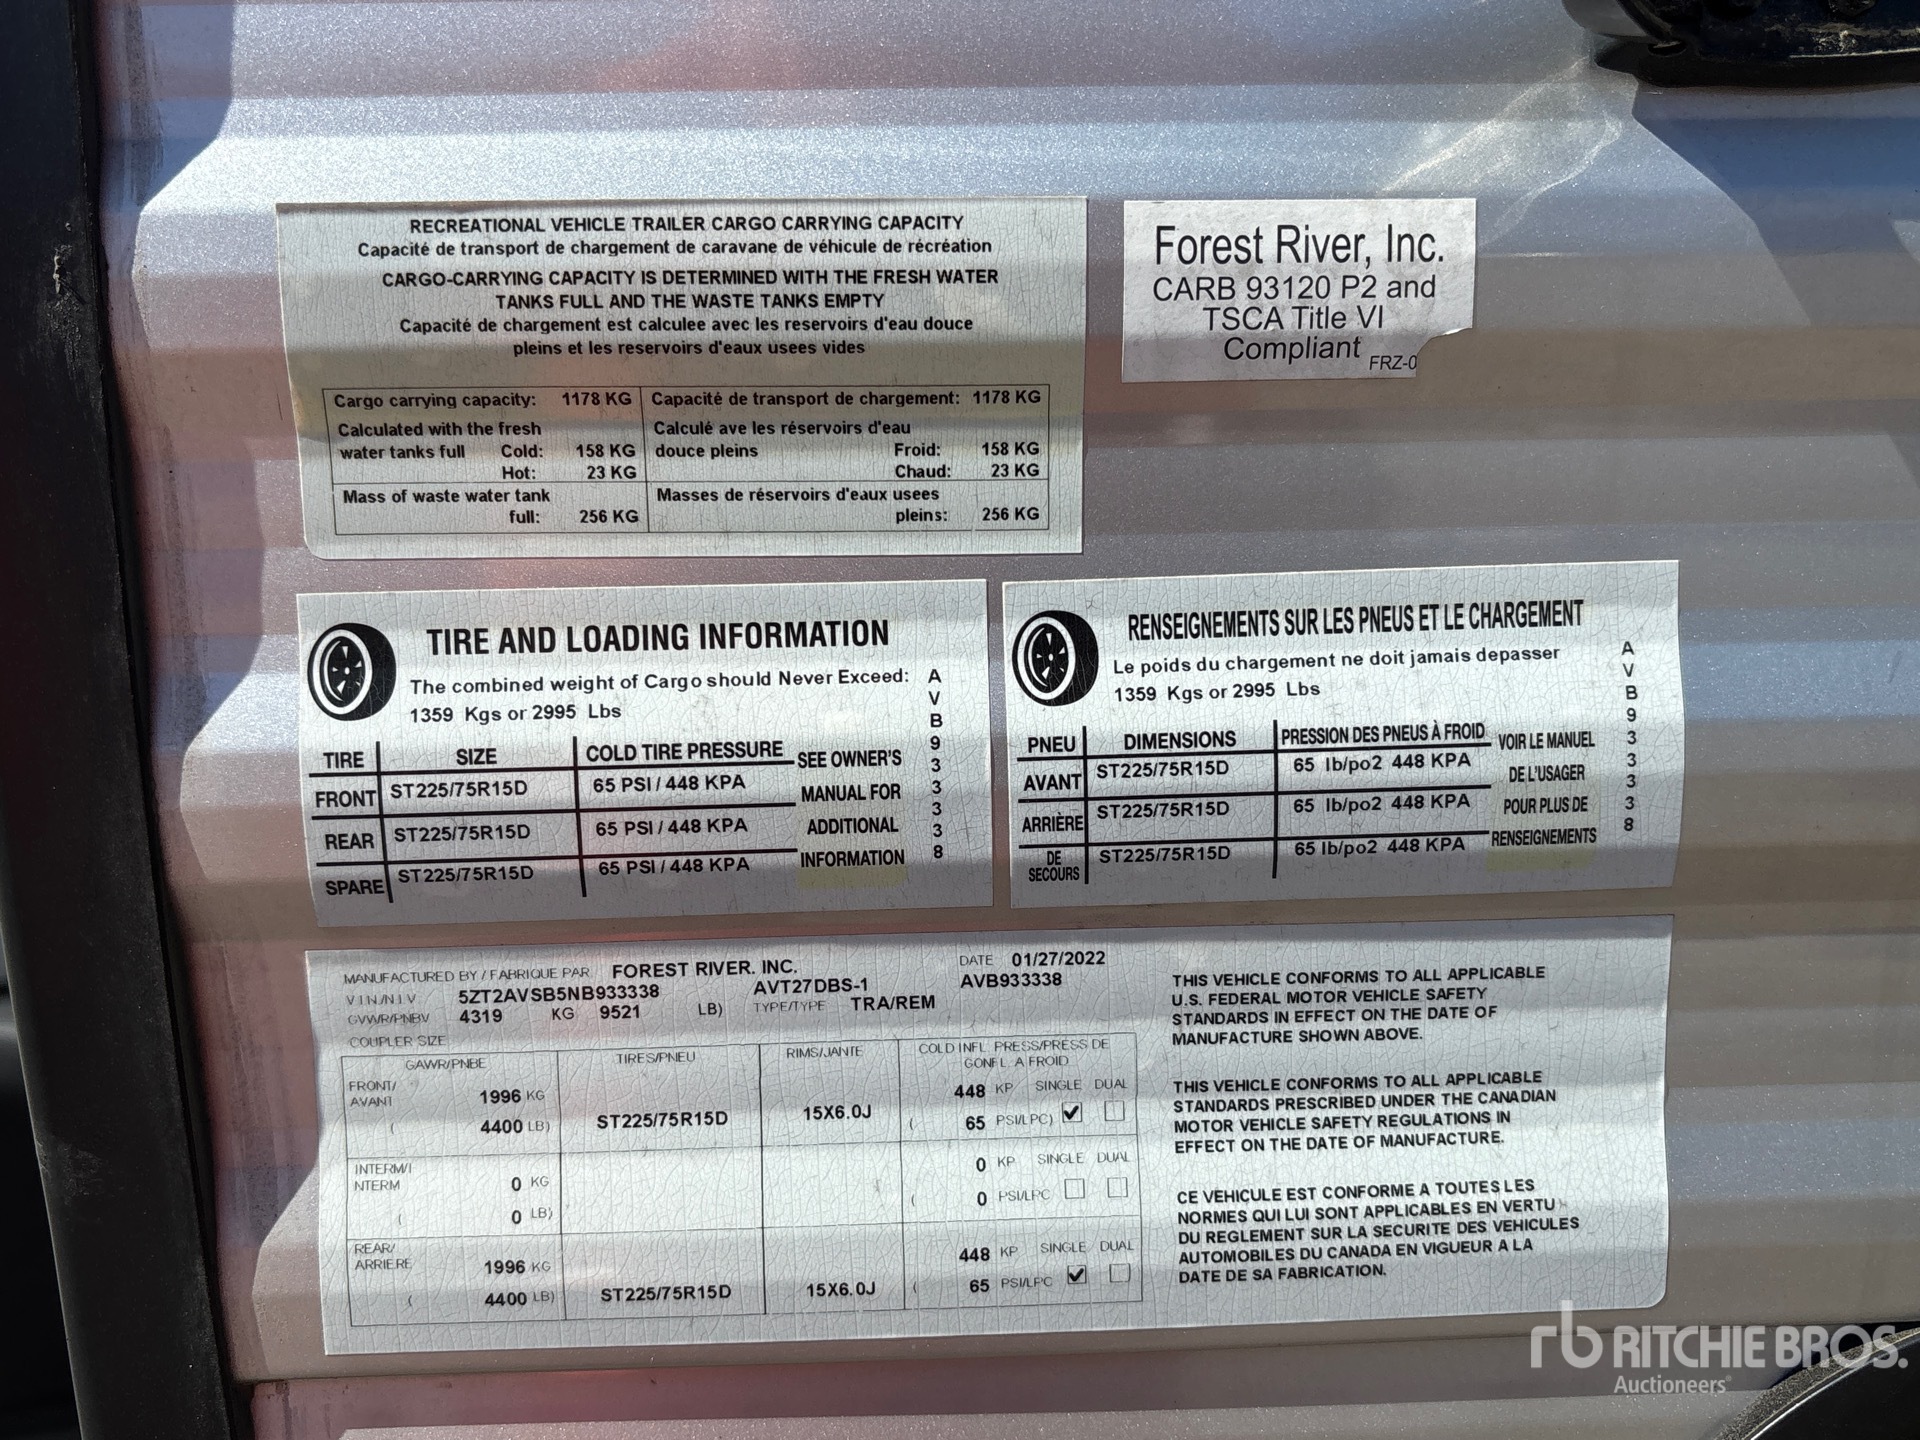 RECREATIONAL VEHICLE TRAILER CARGO CARRYING CAPACITY
Capacité de transport de chargement de caravane de véhicule de récréation
CARGO-CARRYING CAPACITY IS DETERMINED WITH THE FRESH WATER
TANKS FULL AND THE WASTE TANKS EMPTY
Capacité de chargement est calculee avec les reservoirs d'eau douce
pleins et les reservoirs d'eaux usees vides
Cargo carrying capacity: 1178 KG Capacité de transport de chargement: 1178 KG
Calculated with the fresh Calculé ave les réservoirs d'eau
water tanks full Cold: 158 KG douce pleins Froid: 158 KG
Hot: 23 KG Chaud: 23 KG
Mass of waste water tank Masses de réservoirs d'eaux usees
full: 256 KG pleins: 256 KG
Forest River, Inc.
CARB 93120 P2 and
TSCA Title VI
Compliant FRZ-0
TIRE AND LOADING INFORMATION
The combined weight of Cargo should Never Exceed:
1359 Kgs or 2995 Lbs
TIRE SIZE COLD TIRE PRESSURE
FRONT ST225/75R15D 65 PSI / 448 KPA
REAR ST225/75R15D 65 PSI / 448 KPA
SPARE ST225/75R15D 65 PSI / 448 KPA
SEE OWNER'S
MANUAL FOR
ADDITIONAL
INFORMATION
A
V
B
9
3
3
3
3
8
RENSEIGNEMENTS SUR LES PNEUS ET LE CHARGEMENT
Le poids du chargement ne doit jamais depasser
1359 Kgs or 2995 Lbs
PNEU DIMENSIONS PRESSION DES PNEUS À FROID
AVANT ST225/75R15D 65 lb/po2 448 KPA
ARRIÈRE ST225/75R15D 65 lb/po2 448 KPA
DE
SECOURS ST225/75R15D 65 lb/po2 448 KPA
VOIR LE MANUEL
DE L'USAGER
POUR PLUS DE
RENSEIGNEMENTS
A
V
B
9
3
3
3
3
8
MANUFACTURED BY / FABRIQUE PAR FOREST RIVER. INC. DATE 01/27/2022
VIN/NIV 5ZT2AVSB5NB933338 AVT27DBS-1 AVB933338
GVWR/PNBV 4319 KG 9521 LB) TYPE/TYPE TRA/REM
COUPLER SIZE
GAWR/PNBE TIRES/PNEU RIMS/JANTE COLD INFL. PRESS/PRESS DE
GONFL. A FROID
FRONT/ 1996 KG 448 KP SINGLE DUAL
AVANT
( 4400 LB) ST225/75R15D 15X6.0J ( 65 PSI/LPC)
INTERM/I 0 KG 0 KP SINGLE DUAL
NTERM
( 0 LB) ( 0 PSI/LPC
REAR/ 1996 KG 448 KP SINGLE DUAL
ARRIERE
( 4400 LB) ST225/75R15D 15X6.0J ( 65 PSI/LPC
THIS VEHICLE CONFORMS TO ALL APPLICABLE
U.S. FEDERAL MOTOR VEHICLE SAFETY
STANDARDS IN EFFECT ON THE DATE OF
MANUFACTURE SHOWN ABOVE.
THIS VEHICLE CONFORMS TO ALL APPLICABLE
STANDARDS PRESCRIBED UNDER THE CANADIAN
MOTOR VEHICLE SAFETY REGULATIONS IN
EFFECT ON THE DATE OF MANUFACTURE.
CE VEHICULE EST CONFORME A TOUTES LES
NORMES QUI LUI SONT APPLICABLES EN VERTU
DU REGLEMENT SUR LA SECURITE DES VEHICULES
AUTOMOBILES DU CANADA EN VIGUEUR A LA
DATE DE SA FABRICATION.
rb RITCHIE BROS.
Auctioneers